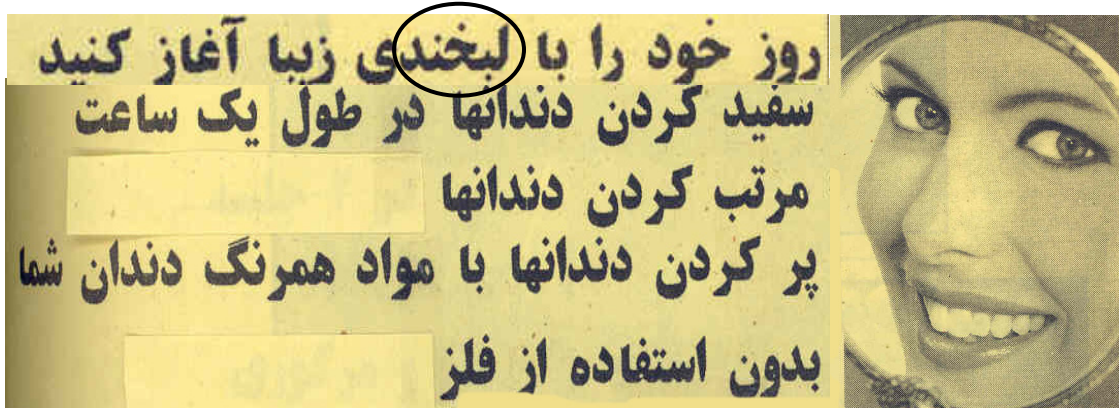 روز خود را با لبخندی زیبا آغاز کنید
سفید کردن دندانها در طول یک ساعت
مرتب کردن دندانها
پر کردن دندانها با مواد همرنگ دندان شما
بدون استفاده از فلز